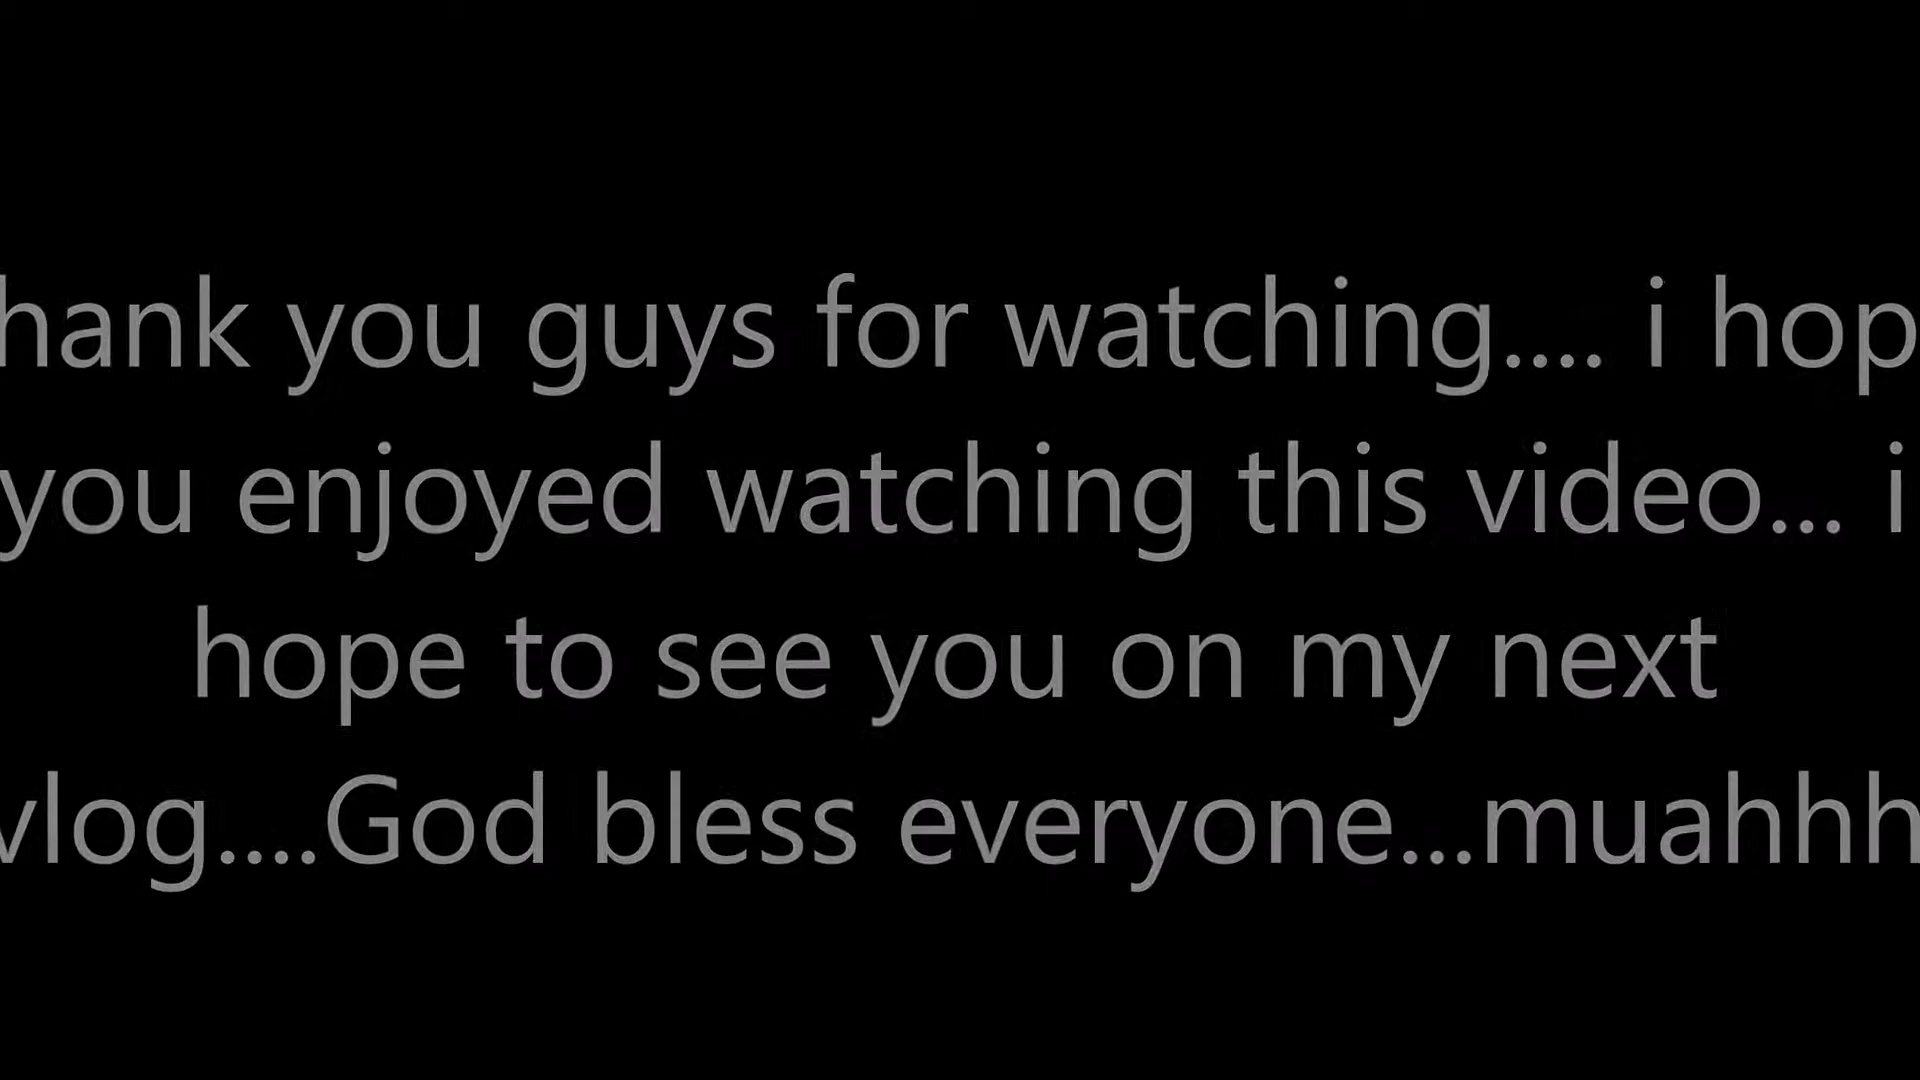 hank you guys for watching.... i hop
you enjoyed watching this video... i
hope to see you on my next
vlog....God bless everyone...muahhh